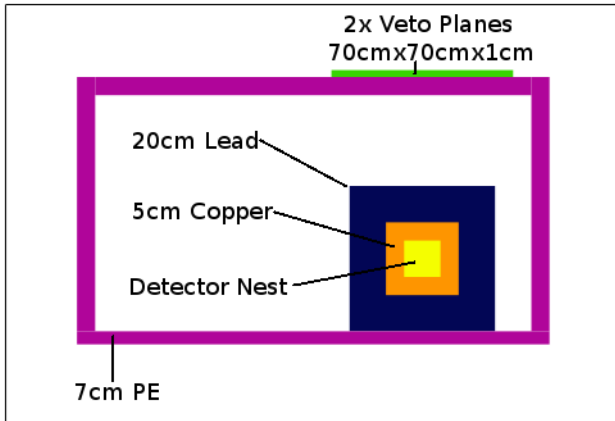 2x Veto Planes
70cmx70cmx1cm
20cm Lead
5cm Copper
Detector Nest
7cm PE